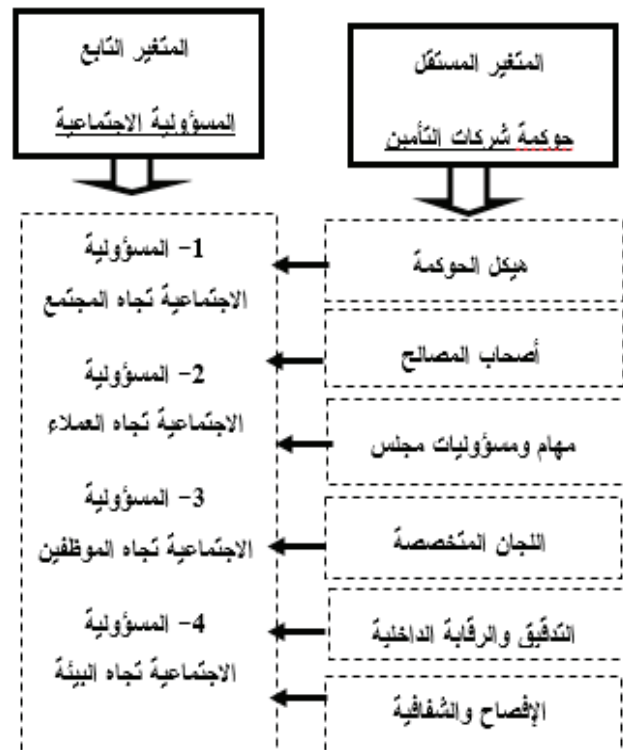 المتغير المستقل
حوكمة شركات التأمين
هيكل الحوكمة
أصحاب المصالح
مهام ومسؤوليات مجلس
اللجان المتخصصة
التدقيق والرقابة الداخلية
الإفصاح والشفافية
المتغير التابع
المسؤولية الاجتماعية
1- المسؤولية
الاجتماعية تجاه المجتمع
2- المسؤولية
الاجتماعية تجاه العملاء
3- المسؤولية
الاجتماعية تجاه الموظفين
4- المسؤولية
الاجتماعية تجاه البيئة